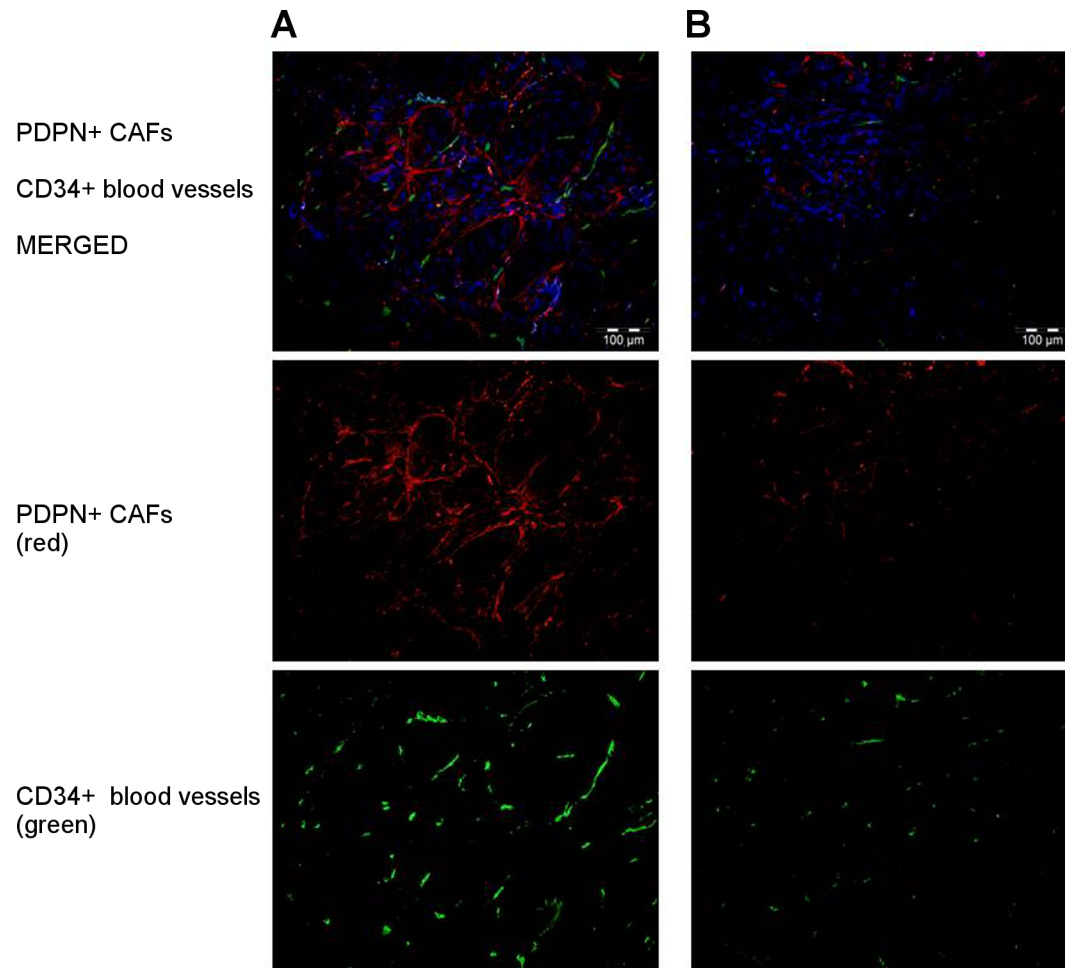 A
B
PDPN+ CAFs
CD34+ blood vessels
MERGED
100 µm
100 µm
PDPN+ CAFs
(red)
CD34+ blood vessels
(green)